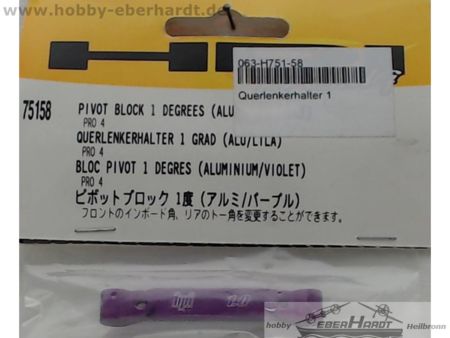 www.hobby-eberhardt.de
063-H751-58
Querlenkerhalter 1
75158
PIVOT BLOCK 1 DEGREES (ALU
PRO 4
QUERLENKERHALTER 1 GRAD (ALU/LILA)
PRO 4
BLOC PIVOT 1 DEGRES (ALUMINIUM/VIOLET)
PRO 4
ピボットブロック 1度 (アルミ/パープル)
フロントのインボード角、リアのトー角を変更することができます。
hpi 1.0
hobby EBERHARDT Heilbronn